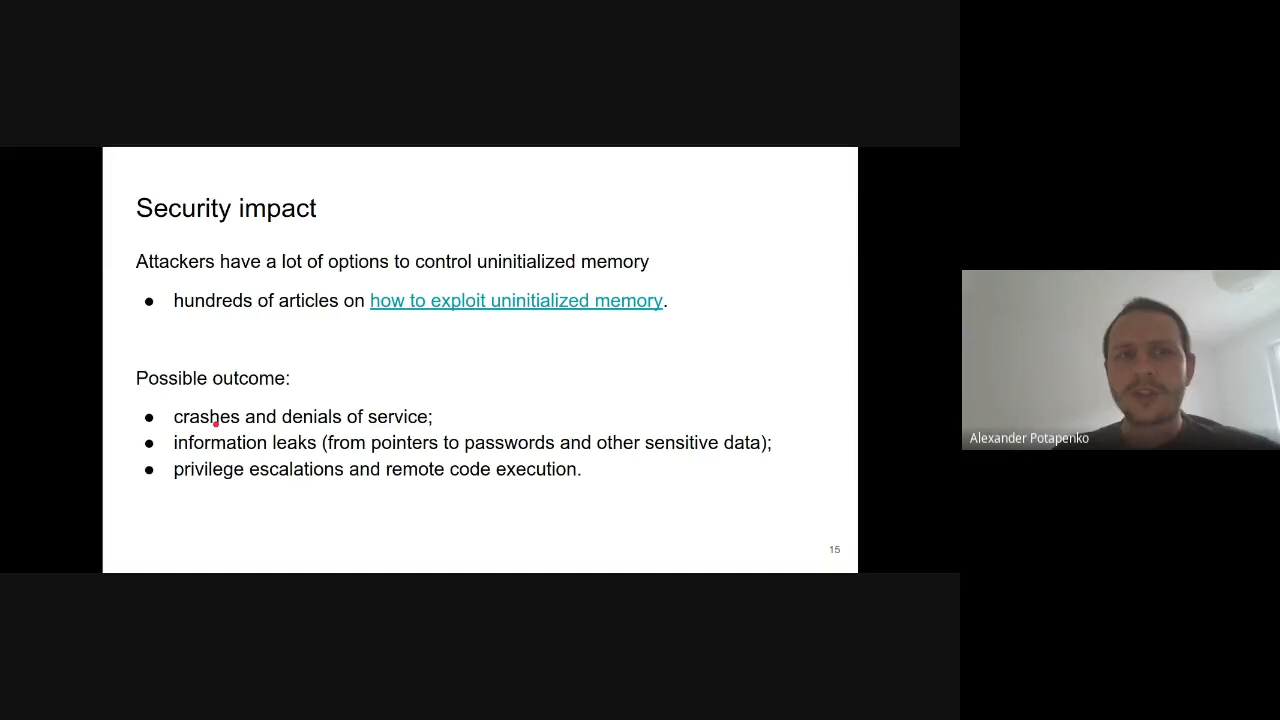 Security impact
Attackers have a lot of options to control uninitialized memory
● hundreds of articles on how to exploit uninitialized memory.
Possible outcome:
● crashes and denials of service;
● information leaks (from pointers to passwords and other sensitive data);
● privilege escalations and remote code execution.
15
Alexander Potapenko